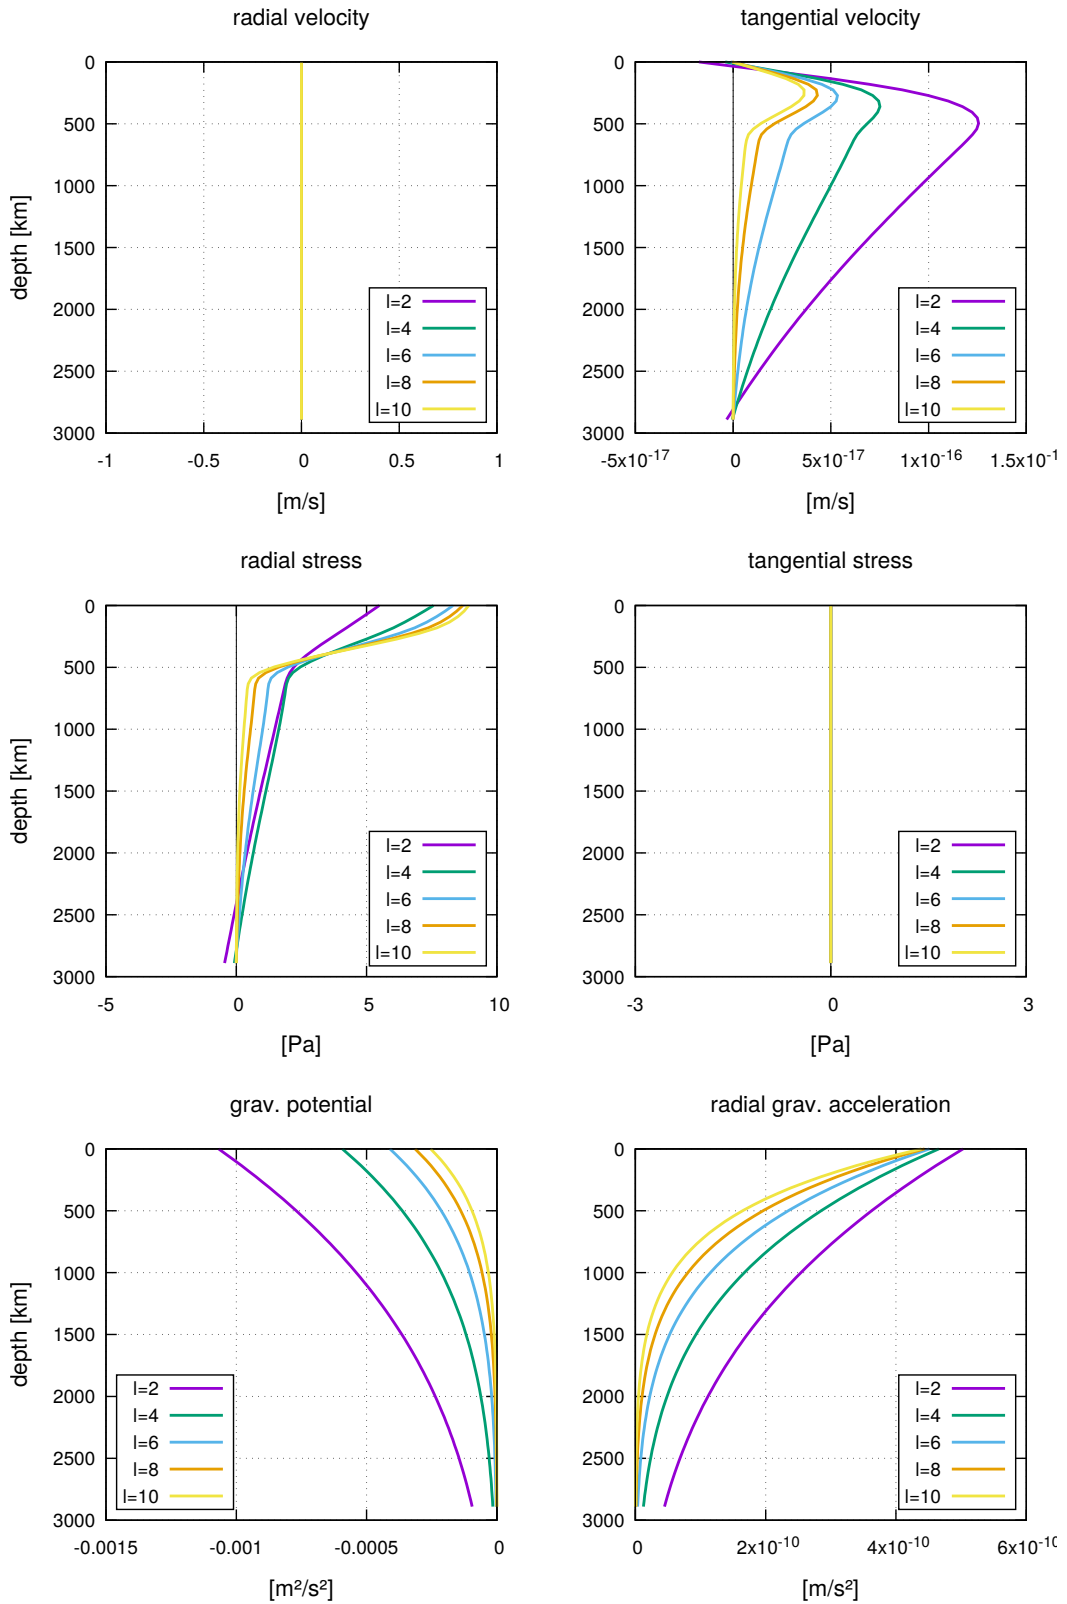 radial velocity
0
500
1000
1500
2000
2500
3000
depth [km]
l=2
l=4
l=6
l=8
l=10
-1 -0.5 0 0.5 1
[m/s]
tangential velocity
0
500
1000
1500
2000
2500
3000
l=2
l=4
l=6
l=8
l=10
-5x10⁻¹⁷ 0 5x10⁻¹⁷ 1x10⁻¹⁶ 1.5x10⁻¹
[m/s]
radial stress
0
500
1000
1500
2000
2500
3000
depth [km]
l=2
l=4
l=6
l=8
l=10
-5 0 5 10
[Pa]
tangential stress
0
500
1000
1500
2000
2500
3000
l=2
l=4
l=6
l=8
l=10
-3 0 3
[Pa]
grav. potential
0
500
1000
1500
2000
2500
3000
depth [km]
l=2
l=4
l=6
l=8
l=10
-0.0015 -0.001 -0.0005 0
[m²/s²]
radial grav. acceleration
0
500
1000
1500
2000
2500
3000
l=2
l=4
l=6
l=8
l=10
0 2x10⁻¹⁰ 4x10⁻¹⁰ 6x10⁻¹⁰
[m/s²]